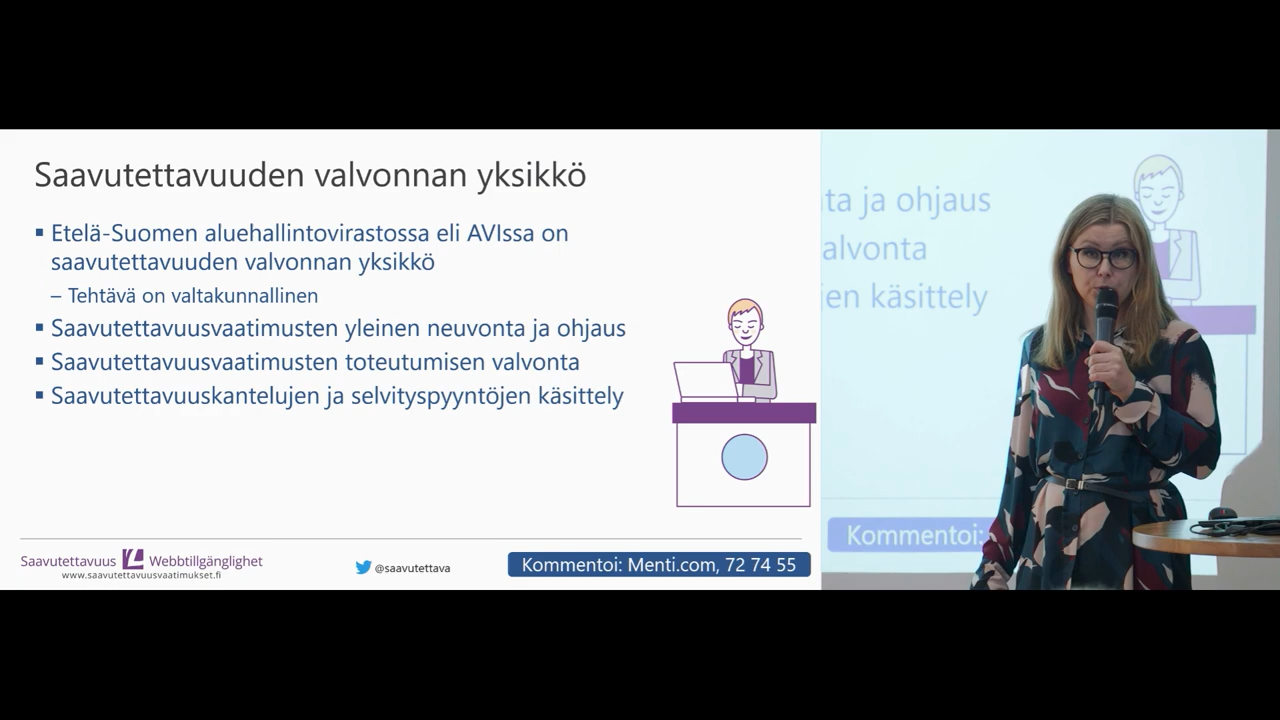 Saavutettavuuden valvonnan yksikkö
▪ Etelä-Suomen aluehallintovirastossa eli AVIssa on
saavutettavuuden valvonnan yksikkö
– Tehtävä on valtakunnallinen
▪ Saavutettavuusvaatimusten yleinen neuvonta ja ohjaus
▪ Saavutettavuusvaatimusten toteutumisen valvonta
▪ Saavutettavuuskantelujen ja selvityspyyntöjen käsittely
Saavutettavuus Webbtillgänglighet
www.saavutettavuusvaatimukset.fi
@saavutettava
Kommentoi: Menti.com, 72 74 55
ta ja ohjaus
alvonta
jen käsittely
Kommentoi: